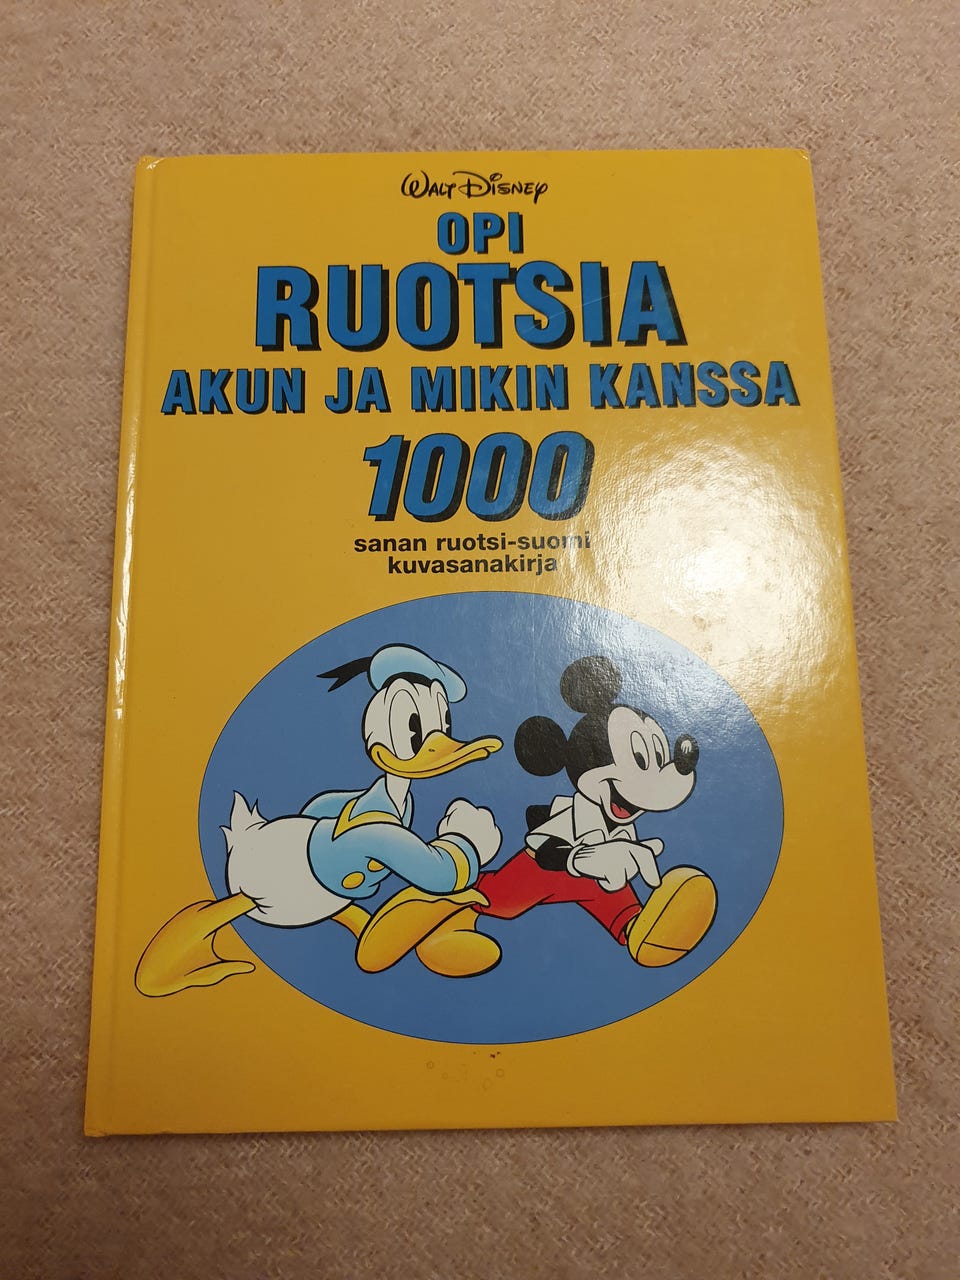 WALT DISNEY
OPI
RUOTSIA
AKUN JA MIKIN KANSSA
1000
sanan ruotsi-suomi
kuvasanakirja